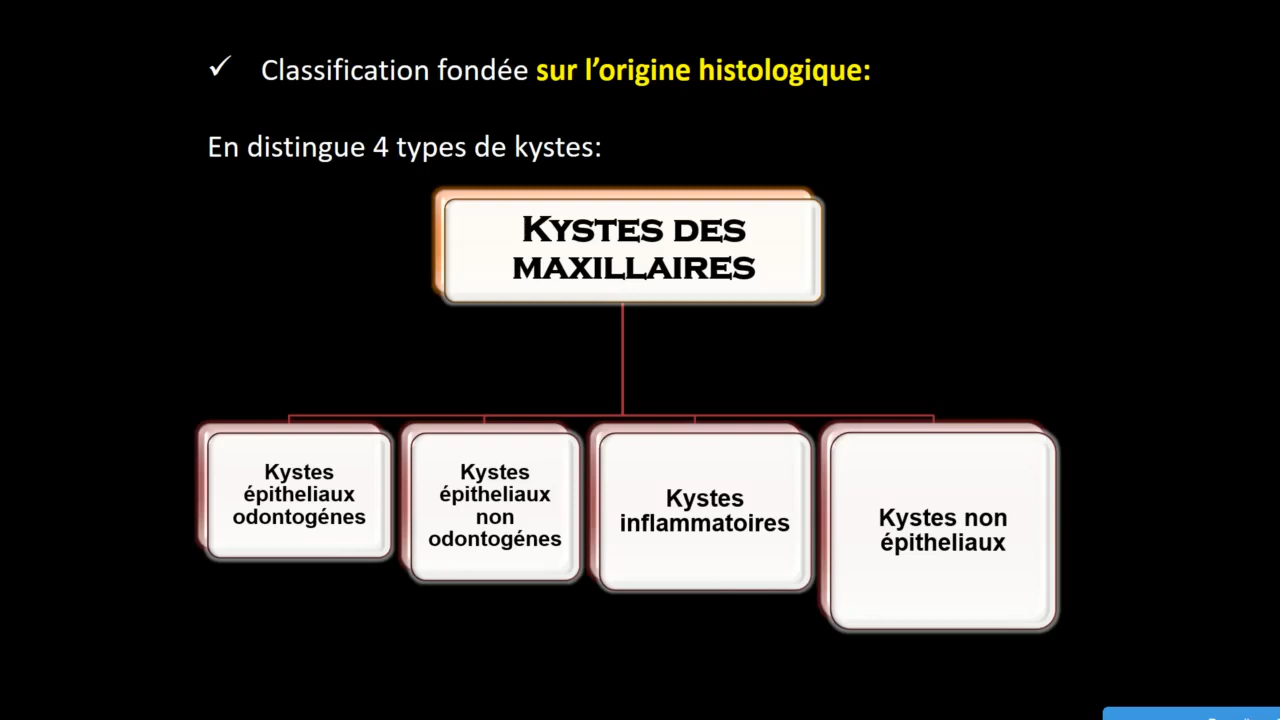 ✓ Classification fondée sur l’origine histologique:
En distingue 4 types de kystes:
KYSTES DES
MAXILLAIRES
Kystes
épitheliaux
odontogénes
Kystes
épitheliaux
non
odontogénes
Kystes
inflammatoires
Kystes non
épitheliaux